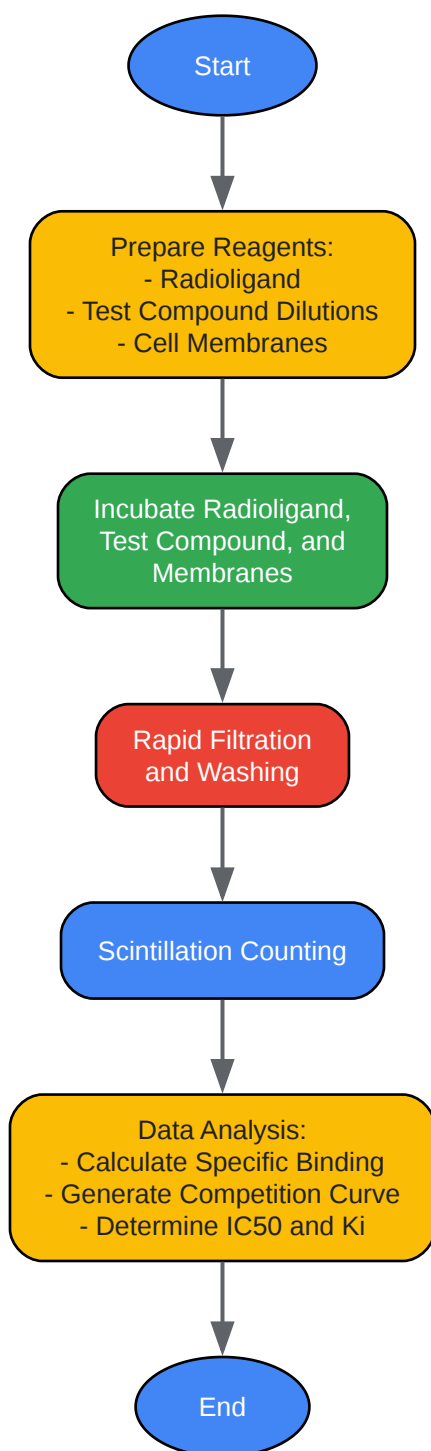 Start
Prepare Reagents:
- Radioligand
- Test Compound Dilutions
- Cell Membranes
Incubate Radioligand,
Test Compound, and
Membranes
Rapid Filtration
and Washing
Scintillation Counting
Data Analysis:
- Calculate Specific Binding
- Generate Competition Curve
- Determine IC50 and Ki
End